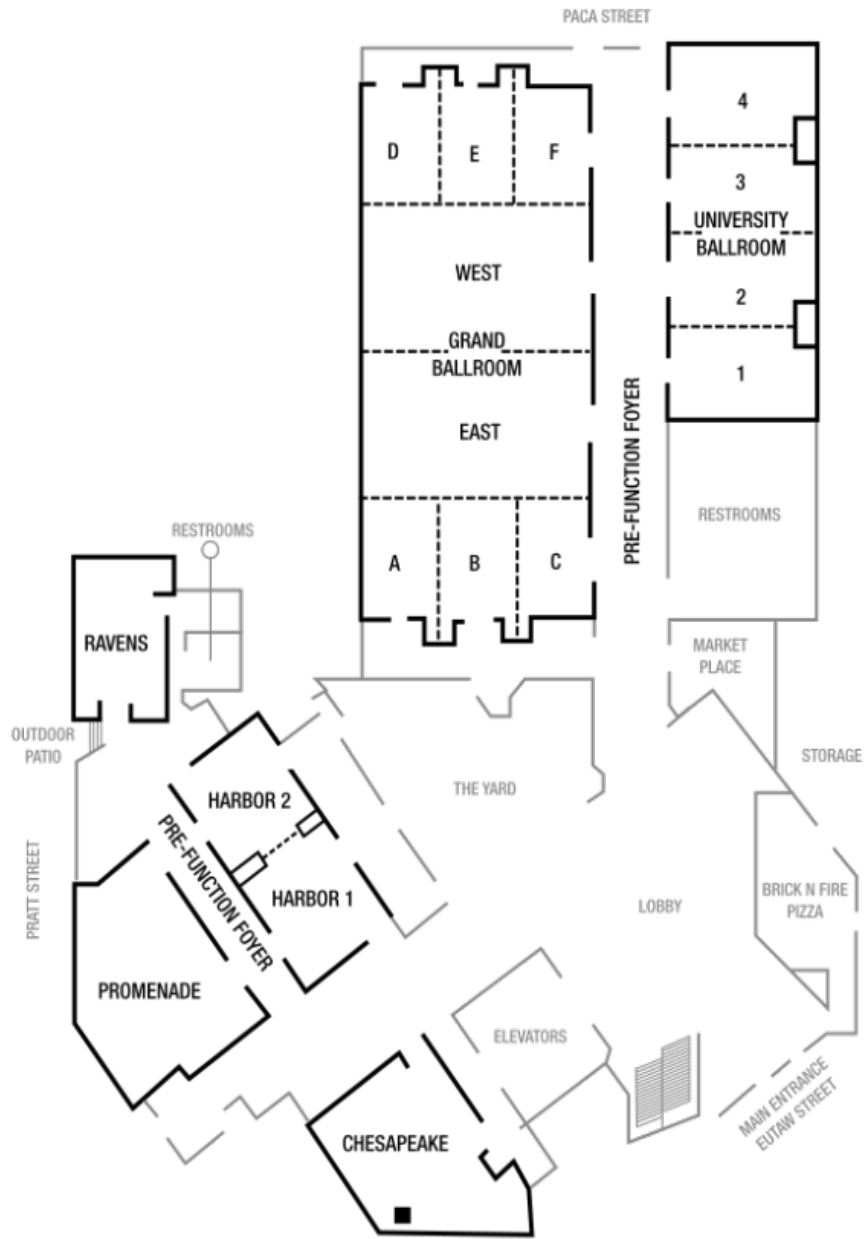 PACA STREET
4
D
E
F
3
UNIVERSITY
BALLROOM
WEST
2
GRAND
BALLROOM
1
EAST
PRE-FUNCTION FOYER
RESTROOMS
RESTROOMS
A
B
C
RAVENS
MARKET
PLACE
OUTDOOR
PATIO
STORAGE
THE YARD
HARBOR 2
PRE-FUNCTION FOYER
HARBOR 1
PRATT STREET
BRICK N FIRE
PIZZA
LOBBY
PROMENADE
ELEVATORS
MAIN ENTRANCE
EUTAW STREET
CHESAPEAKE